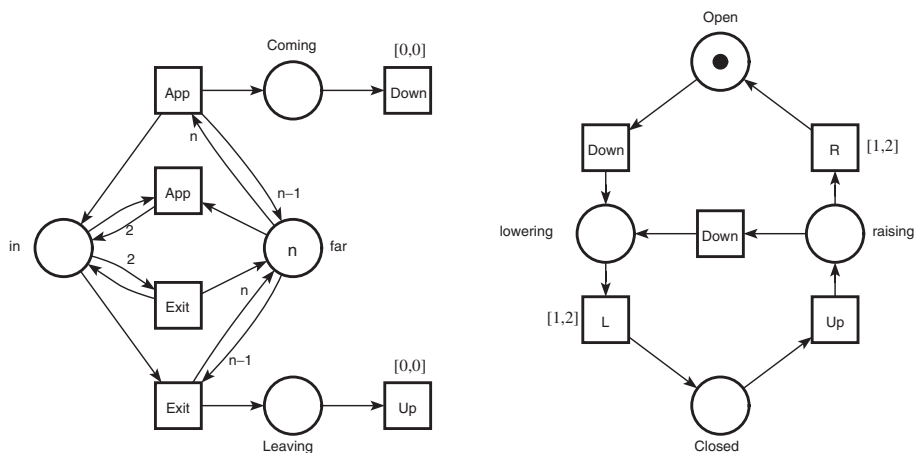 Coming
[0,0]
App
Down
n
App
n–1
2
in
n
far
2
Exit
n
n–1
[0,0]
Exit
Up
Leaving
Open
Down
R
[1,2]
lowering
Down
raising
[1,2]
L
Up
Closed